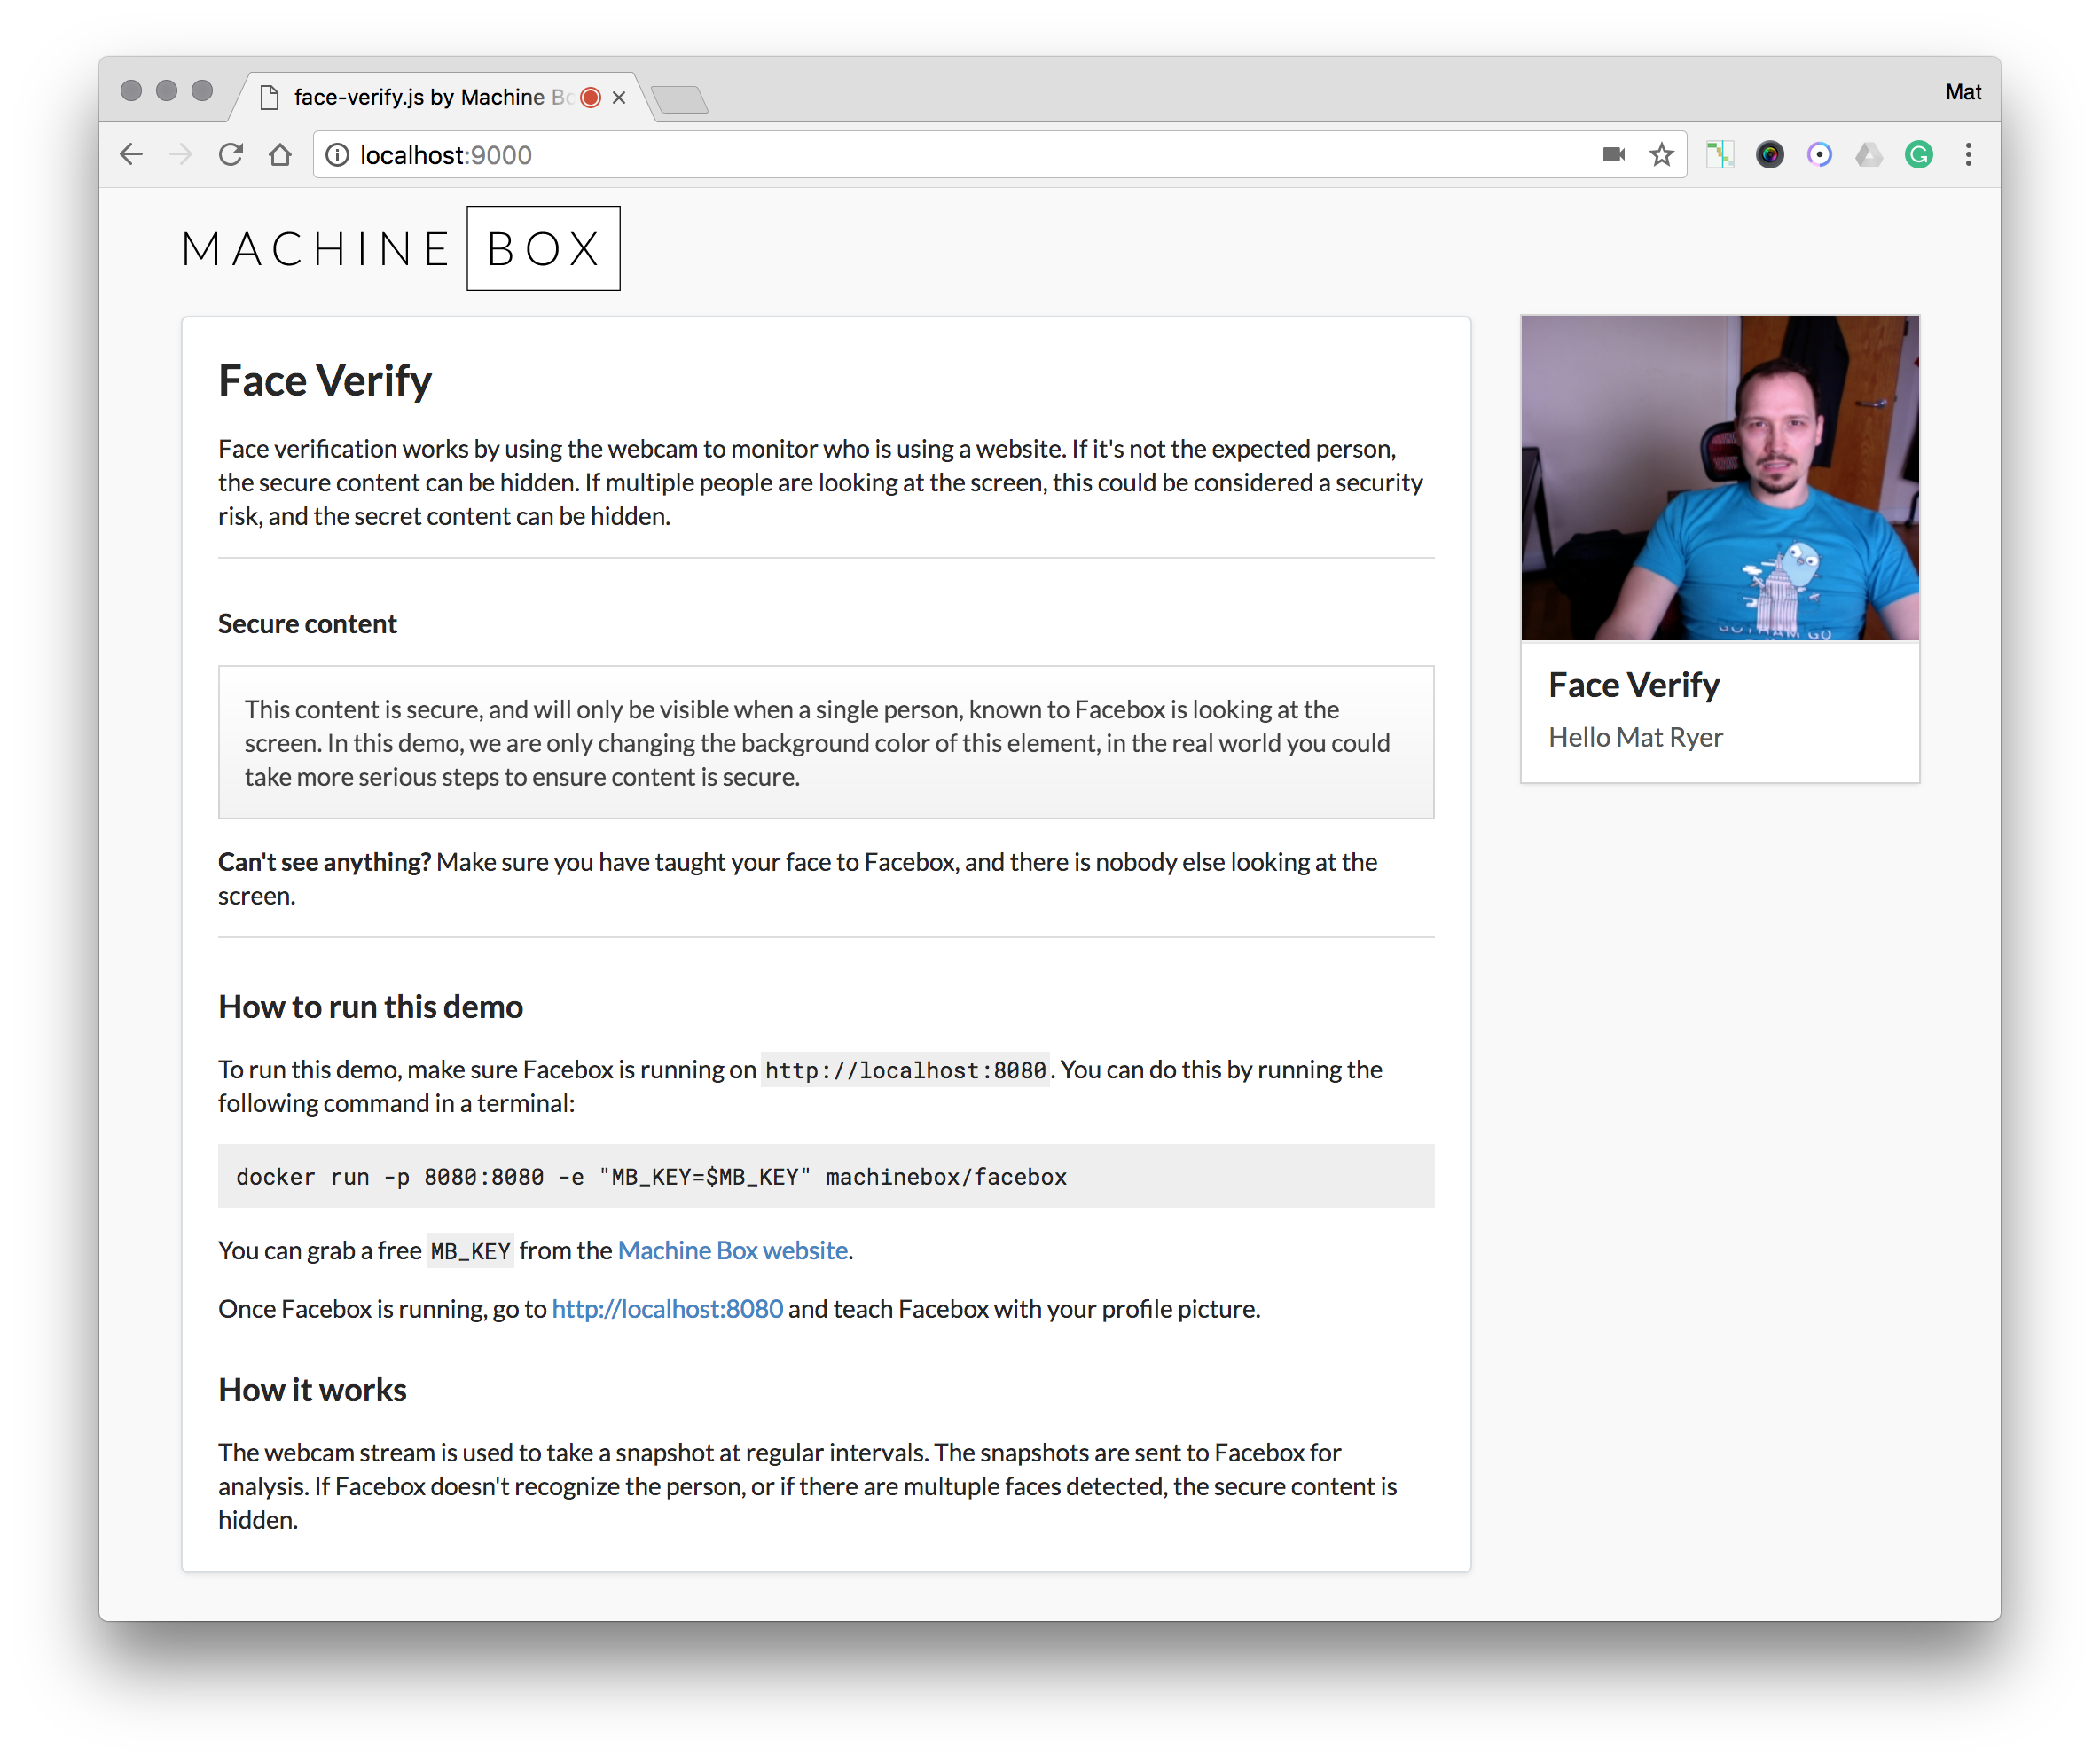 face-verify.js by Machine Bo
Mat
localhost:9000
MACHINE BOX
Face Verify
Face verification works by using the webcam to monitor who is using a website. If it's not the expected person,
the secure content can be hidden. If multiple people are looking at the screen, this could be considered a security
risk, and the secret content can be hidden.
Secure content
This content is secure, and will only be visible when a single person, known to Facebox is looking at the
screen. In this demo, we are only changing the background color of this element, in the real world you could
take more serious steps to ensure content is secure.
Can't see anything? Make sure you have taught your face to Facebox, and there is nobody else looking at the
screen.
How to run this demo
To run this demo, make sure Facebox is running on http://localhost:8080. You can do this by running the
following command in a terminal:
docker run -p 8080:8080 -e "MB_KEY=$MB_KEY" machinebox/facebox
You can grab a free MB_KEY from the Machine Box website.
Once Facebox is running, go to http://localhost:8080 and teach Facebox with your profile picture.
How it works
The webcam stream is used to take a snapshot at regular intervals. The snapshots are sent to Facebox for
analysis. If Facebox doesn't recognize the person, or if there are multuple faces detected, the secure content is
hidden.
GOTHAM GO
Face Verify
Hello Mat Ryer